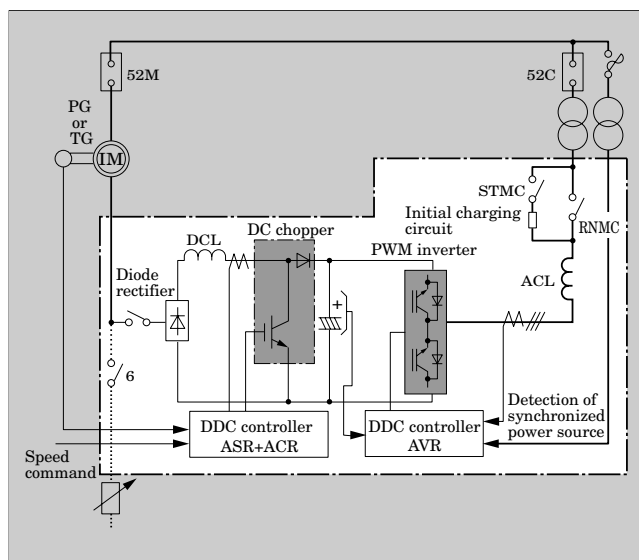 52M
52C
PG
or
TG
IM
STMC
Initial charging
circuit
RNMC
DC chopper
DCL
PWM inverter
ACL
Diode
rectifier
+
6
Detection of
synchronized
power source
DDC controller
ASR+ACR
DDC controller
AVR
Speed
command